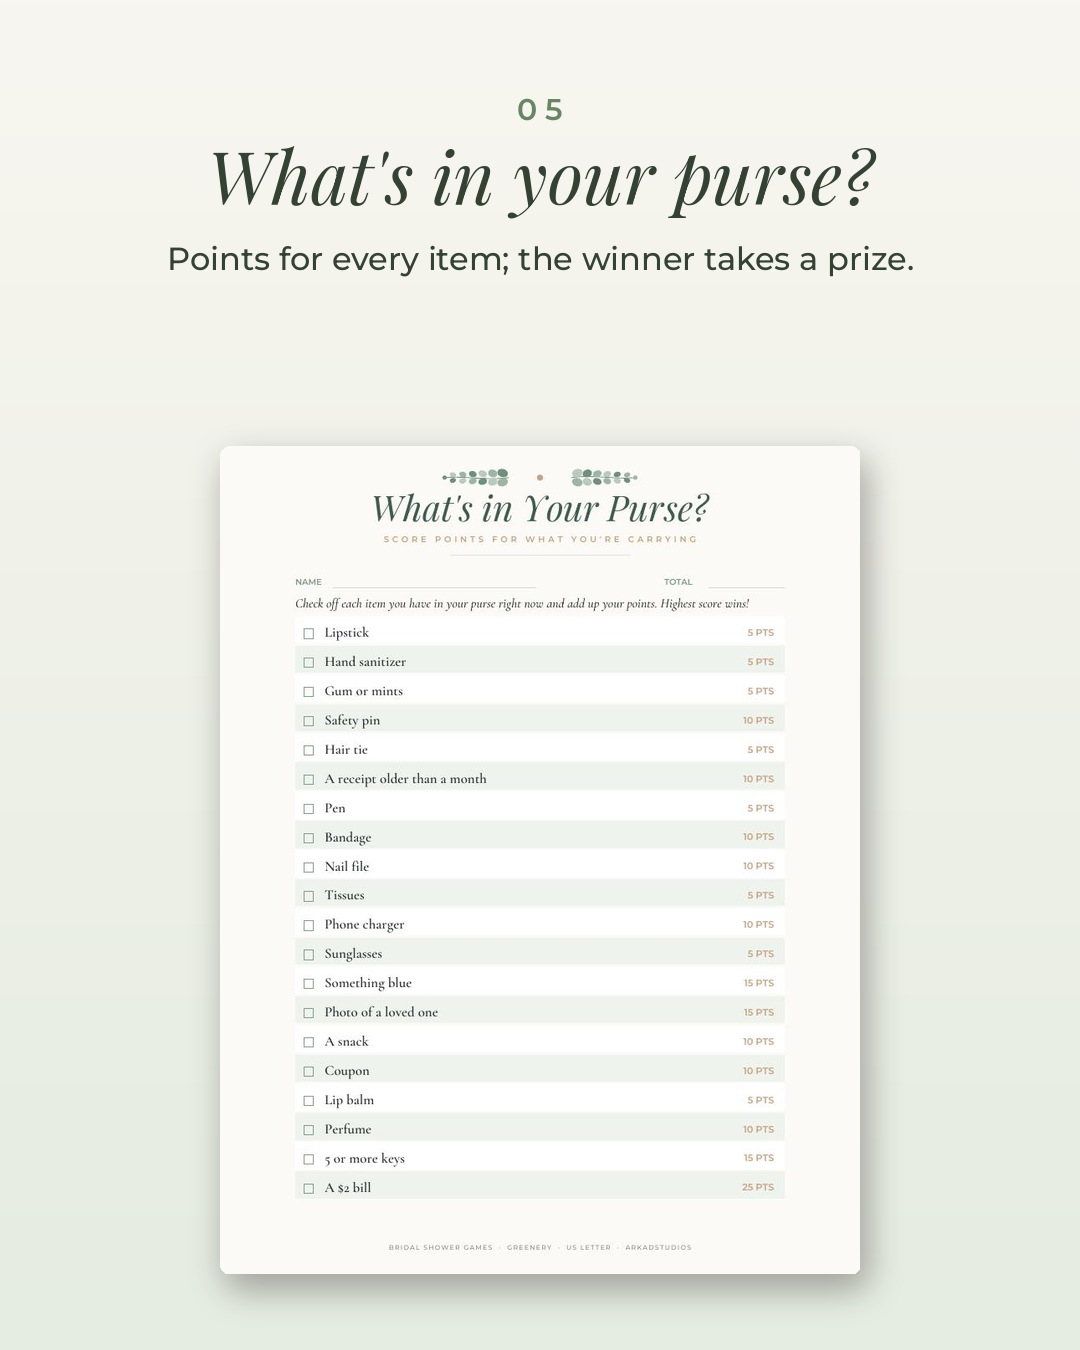 05
What's in your purse?
Points for every item; the winner takes a prize.
What's in Your Purse?
SCORE POINTS FOR WHAT YOU'RE CARRYING
NAME TOTAL
Check off each item you have in your purse right now and add up your points. Highest score wins!
Lipstick 5 PTS
Hand sanitizer 5 PTS
Gum or mints 5 PTS
Safety pin 10 PTS
Hair tie 5 PTS
A receipt older than a month 10 PTS
Pen 5 PTS
Bandage 10 PTS
Nail file 10 PTS
Tissues 5 PTS
Phone charger 10 PTS
Sunglasses 5 PTS
Something blue 15 PTS
Photo of a loved one 15 PTS
A snack 10 PTS
Coupon 10 PTS
Lip balm 5 PTS
Perfume 10 PTS
5 or more keys 15 PTS
A $2 bill 25 PTS
BRIDAL SHOWER GAMES · GREENERY · US LETTER · ARKADSTUDIOS